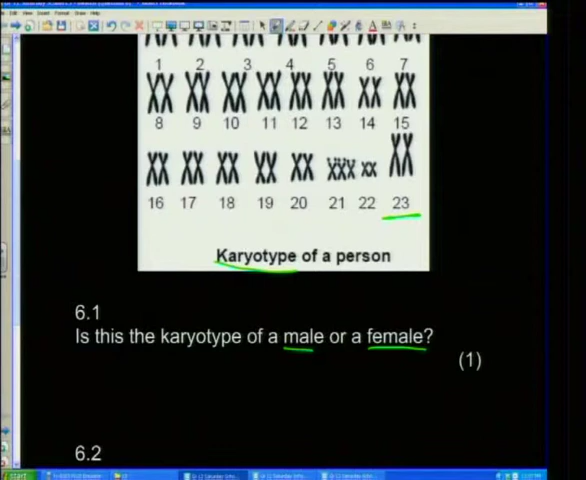 1 2 3 4 5 6 7
8 9 10 11 12 13 14 15
16 17 18 19 20 21 22 23
Karyotype of a person
6.1
Is this the karyotype of a male or a female?
(1)
6.2
start